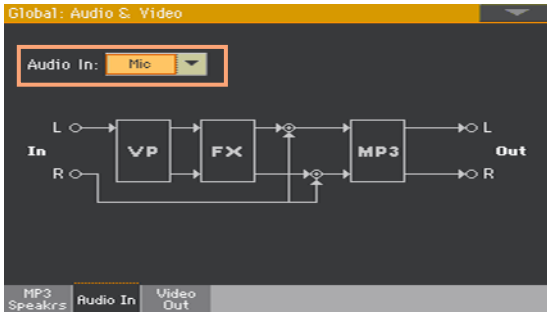 Global: Audio & Video
Audio In: Mic
L VP FX MP3 L
In Out
R R
MP3 Speakrs Audio In Video Out